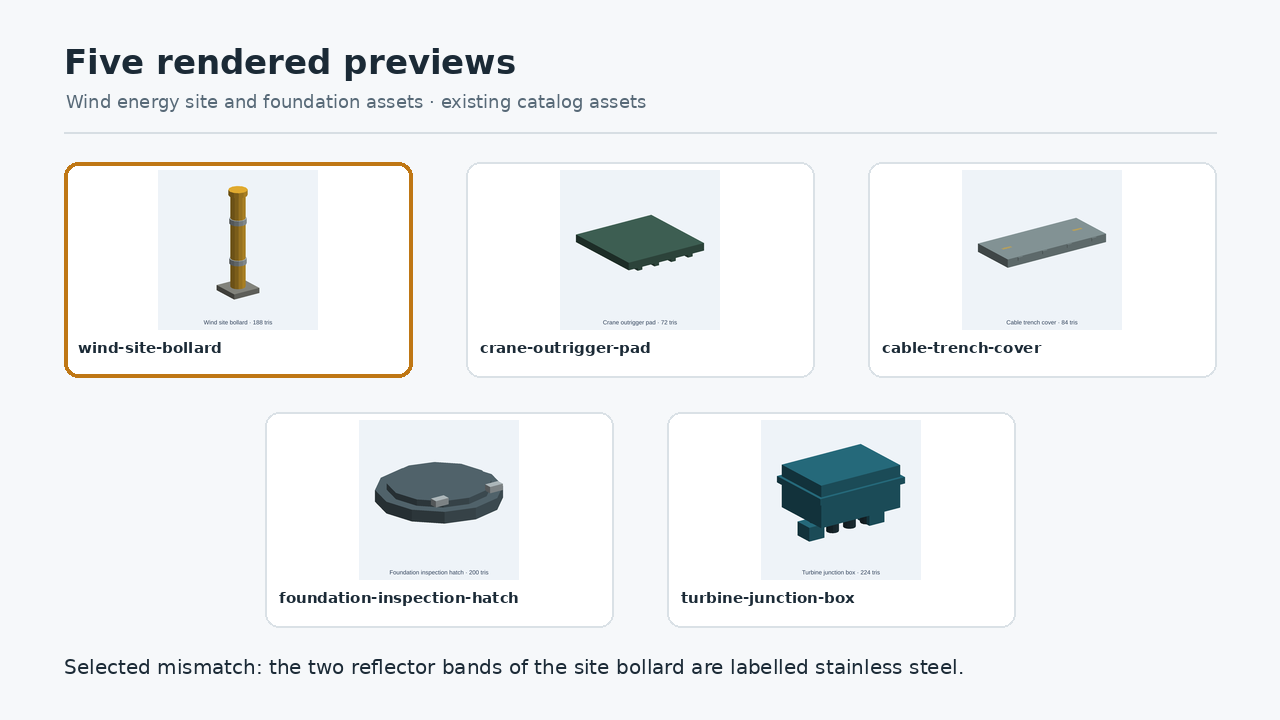 Five rendered previews
Wind energy site and foundation assets · existing catalog assets
Wind site bollard · 188 tris
wind-site-bollard
Crane outrigger pad · 72 tris
crane-outrigger-pad
Cable trench cover · 84 tris
cable-trench-cover
Foundation inspection hatch · 200 tris
foundation-inspection-hatch
Turbine junction box · 224 tris
turbine-junction-box
Selected mismatch: the two reflector bands of the site bollard are labelled stainless steel.